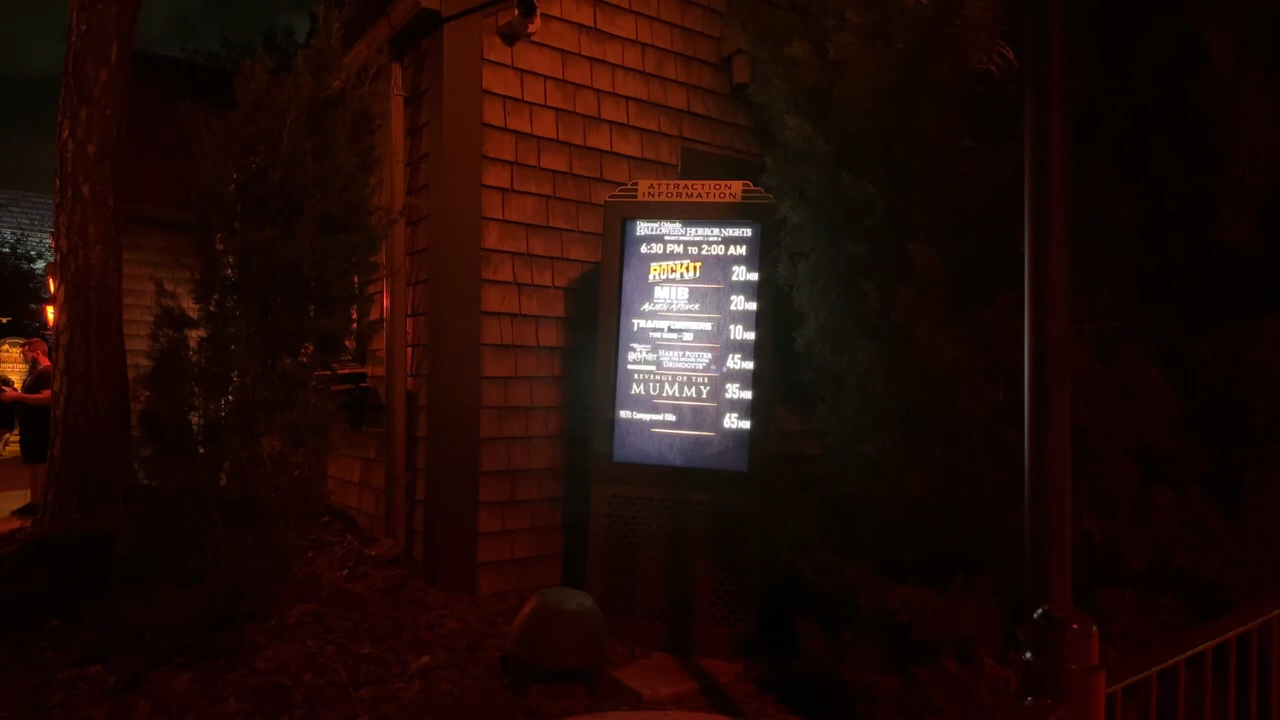 ATTRACTION
INFORMATION
Universal Orlando
HALLOWEEN HORROR NIGHTS
6:30 PM TO 2:00 AM
ROCKIT
20 MIN
MIB
ALIEN ATTACK
20 MIN
TRANSFORMERS
THE RIDE-3D
10 MIN
Harry Potter
HARRY POTTER
AND THE ESCAPE FROM
GRINGOTTS
45 MIN
REVENGE OF THE
MUMMY
35 MIN
YETI: Campground Kills
65 MIN